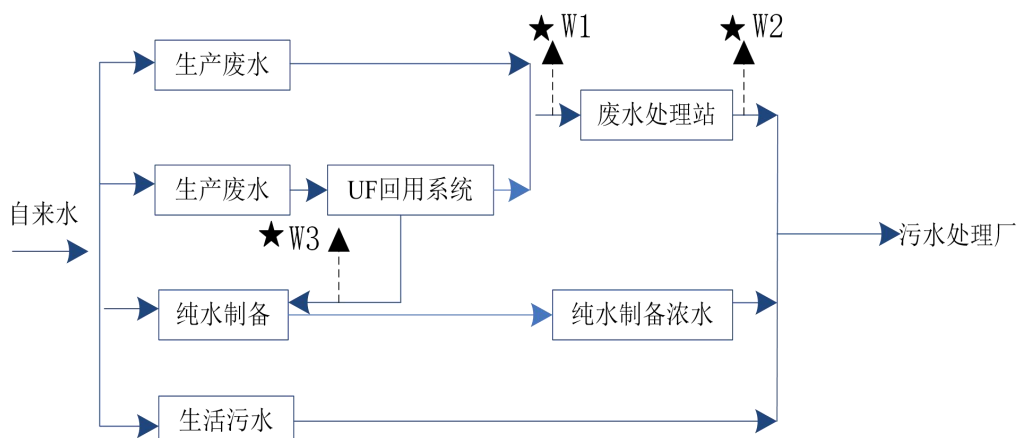 ★W1
★W2
生产废水
废水处理站
生产废水
UF回用系统
自来水
★W3
污水处理厂
纯水制备
纯水制备浓水
生活污水